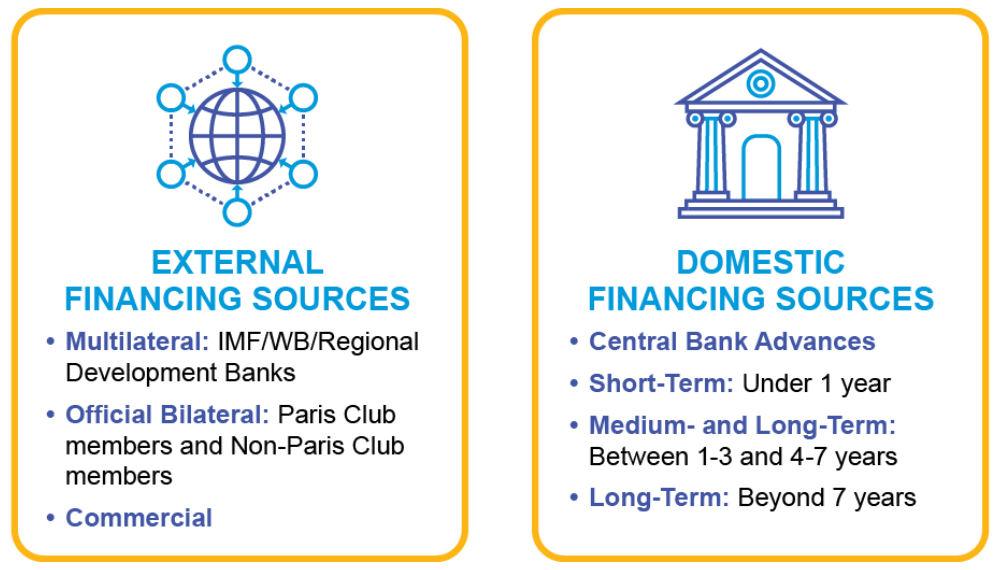 EXTERNAL
FINANCING SOURCES
• Multilateral: IMF/WB/Regional
Development Banks
• Official Bilateral: Paris Club
members and Non-Paris Club
members
• Commercial
DOMESTIC
FINANCING SOURCES
• Central Bank Advances
• Short-Term: Under 1 year
• Medium- and Long-Term:
Between 1-3 and 4-7 years
• Long-Term: Beyond 7 years